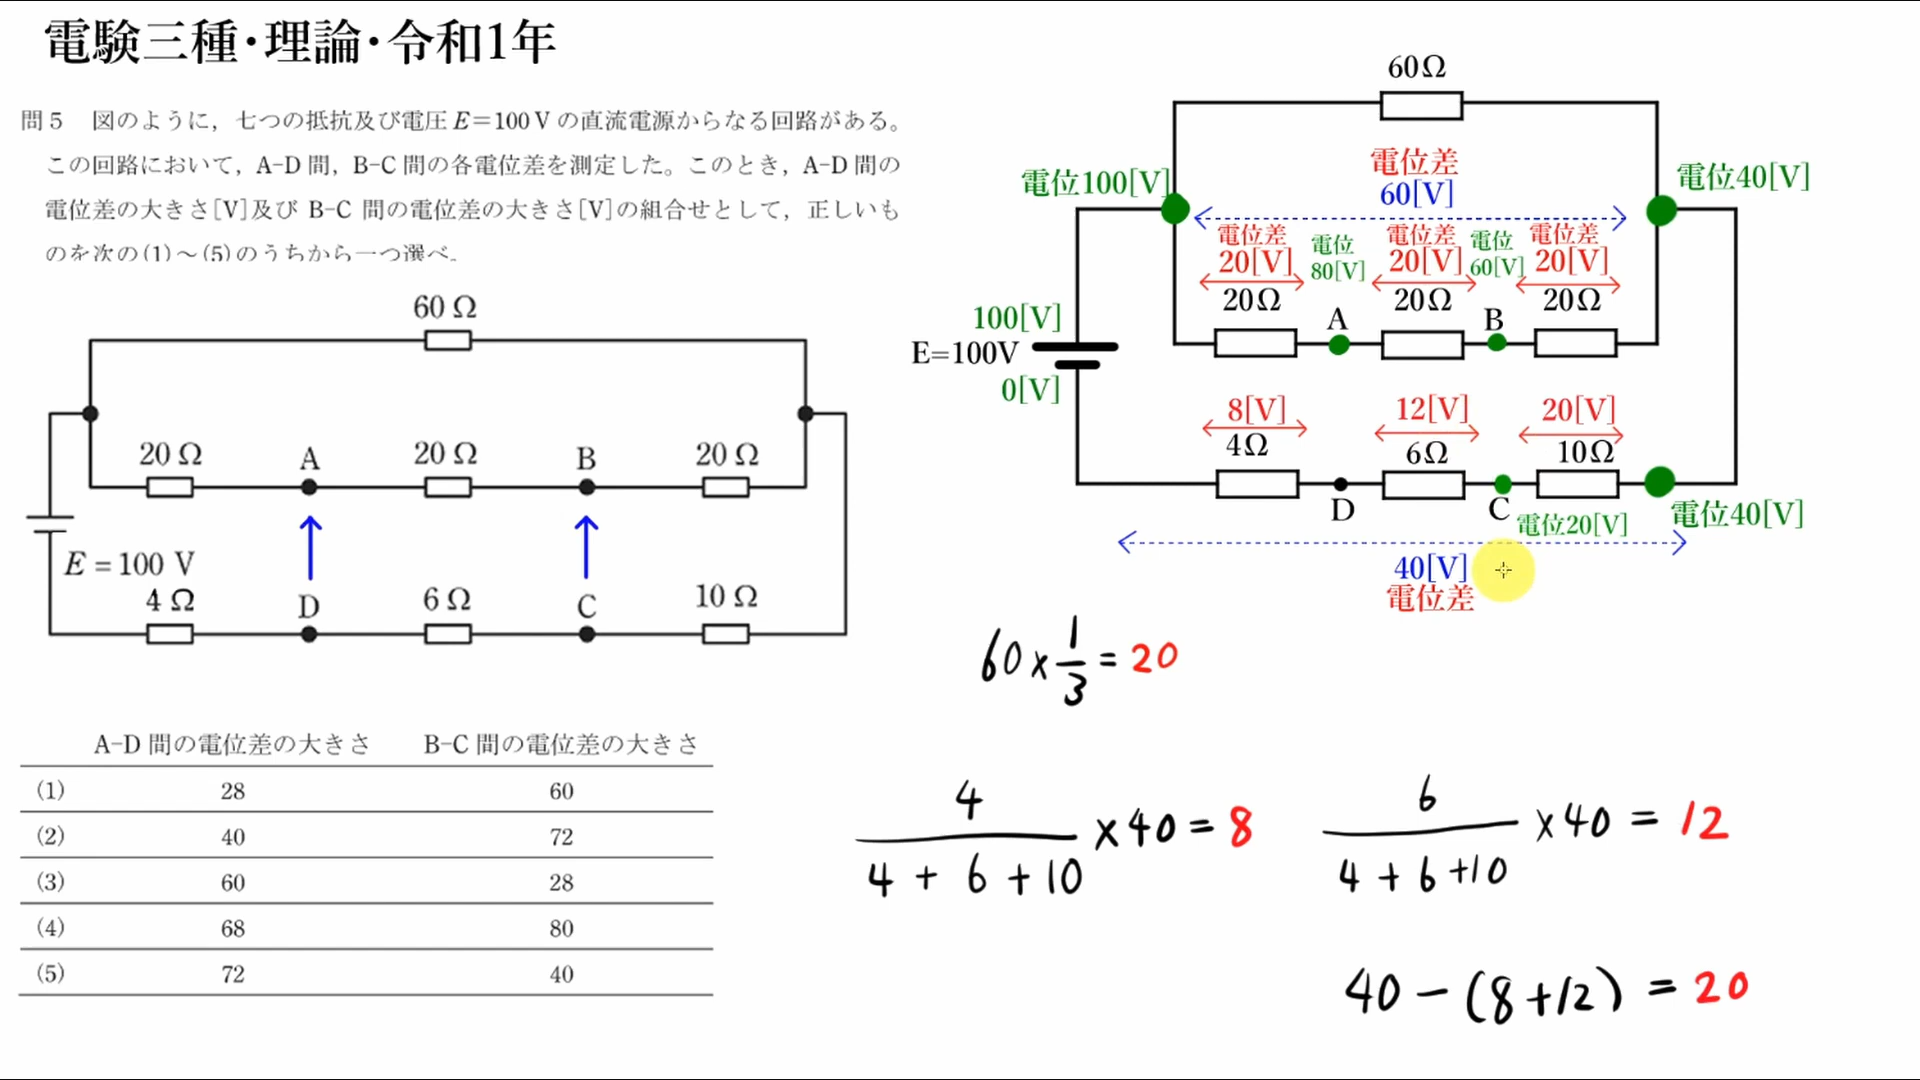 電験三種・理論・令和1年
問5 図のように，七つの抵抗及び電圧 E=100 V の直流電源からなる回路がある。
この回路において，A-D 間，B-C 間の各電位差を測定した。このとき，A-D 間の
電位差の大きさ[V]及び B-C 間の電位差の大きさ[V]の組合せとして，正しいも
のを次の(1)～(5)のうちから一つ選べ。
60 Ω
20 Ω
A
20 Ω
B
20 Ω
E = 100 V
4 Ω
D
6 Ω
C
10 Ω
A-D 間の電位差の大きさ B-C 間の電位差の大きさ
(1) 28 60
(2) 40 72
(3) 60 28
(4) 68 80
(5) 72 40
60Ω
電位差
60[V]
電位100[V]
電位40[V]
電位差
20[V]
20Ω
電位
80[V]
電位差
20[V]
20Ω
電位
60[V]
電位差
20[V]
20Ω
A
B
100[V]
E=100V
0[V]
8[V]
4Ω
12[V]
6Ω
20[V]
10Ω
D
C
電位20[V]
電位40[V]
40[V]
電位差
60×1/3=20
4/(4+6+10)×40=8
6/(4+6+10)×40=12
40-(8+12)=20